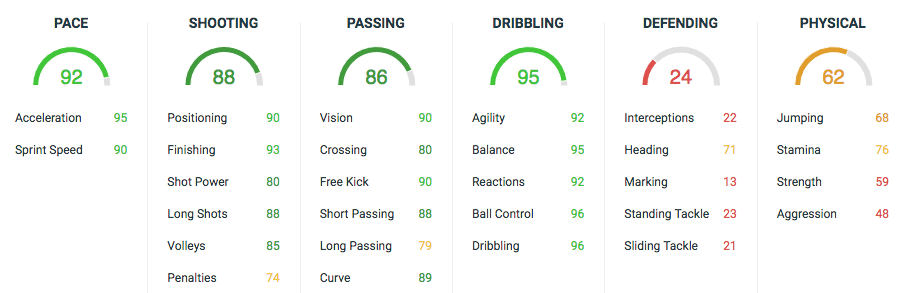 PACE
92
Acceleration 95
Sprint Speed 90
SHOOTING
88
Positioning 90
Finishing 93
Shot Power 80
Long Shots 88
Volleys 85
Penalties 74
PASSING
86
Vision 90
Crossing 80
Free Kick 90
Short Passing 88
Long Passing 79
Curve 89
DRIBBLING
95
Agility 92
Balance 95
Reactions 92
Ball Control 96
Dribbling 96
DEFENDING
24
Interceptions 22
Heading 71
Marking 13
Standing Tackle 23
Sliding Tackle 21
PHYSICAL
62
Jumping 68
Stamina 76
Strength 59
Aggression 48